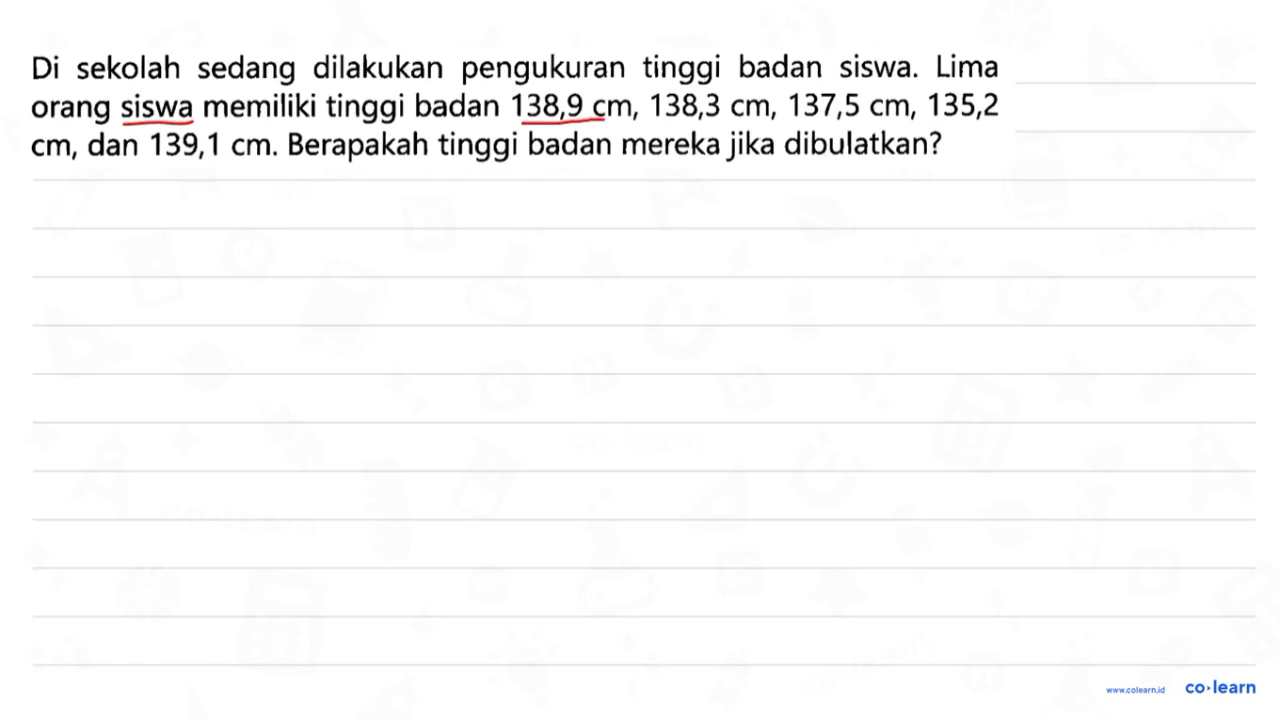 Di sekolah sedang dilakukan pengukuran tinggi badan siswa. Lima
orang siswa memiliki tinggi badan 138,9 cm, 138,3 cm, 137,5 cm, 135,2
cm, dan 139,1 cm. Berapakah tinggi badan mereka jika dibulatkan?
www.colearn.id co·learn